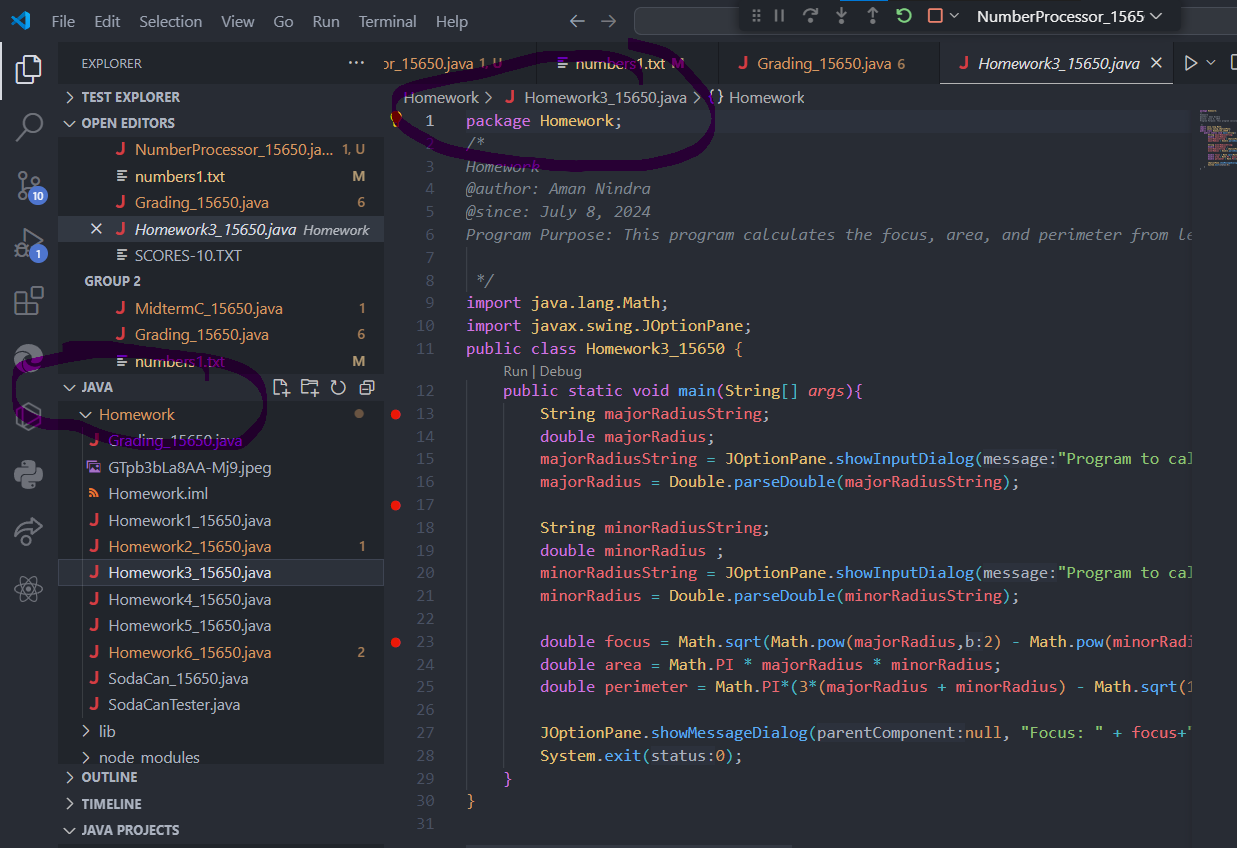 File Edit Selection View Go Run Terminal Help
NumberProcessor_1565
EXPLORER
or_15650.java 1, U
numbers1.txt M
Grading_15650.java 6
Homework3_15650.java
TEST EXPLORER
OPEN EDITORS
NumberProcessor_15650.ja... 1, U
numbers1.txt M
Grading_15650.java 6
Homework3_15650.java Homework
SCORES-10.TXT
GROUP 2
MidtermC_15650.java 1
Grading_15650.java 6
numbers1.txt M
JAVA
Homework
Grading_15650.java
GTpb3bLa8AA-Mj9.jpeg
Homework.iml
Homework1_15650.java
Homework2_15650.java 1
Homework3_15650.java
Homework4_15650.java
Homework5_15650.java
Homework6_15650.java 2
SodaCan_15650.java
SodaCanTester.java
lib
node_modules
OUTLINE
TIMELINE
JAVA PROJECTS
10
1
Homework > J Homework3_15650.java > {} Homework
1 package Homework;
2 /*
3 Homework
4 @author: Aman Nindra
5 @since: July 8, 2024
6 Program Purpose: This program calculates the focus, area, and perimeter from le
7
8 */
9 import java.lang.Math;
10 import javax.swing.JOptionPane;
11 public class Homework3_15650 {
Run | Debug
12 public static void main(String[] args){
13 String majorRadiusString;
14 double majorRadius;
15 majorRadiusString = JOptionPane.showInputDialog(message:"Program to cal
16 majorRadius = Double.parseDouble(majorRadiusString);
17
18 String minorRadiusString;
19 double minorRadius ;
20 minorRadiusString = JOptionPane.showInputDialog(message:"Program to cal
21 minorRadius = Double.parseDouble(minorRadiusString);
22
23 double focus = Math.sqrt(Math.pow(majorRadius,b:2) - Math.pow(minorRadi
24 double area = Math.PI * majorRadius * minorRadius;
25 double perimeter = Math.PI*(3*(majorRadius + minorRadius) - Math.sqrt(1
26
27 JOptionPane.showMessageDialog(parentComponent:null, "Focus: " + focus+"
28 System.exit(status:0);
29 }
30 }
31